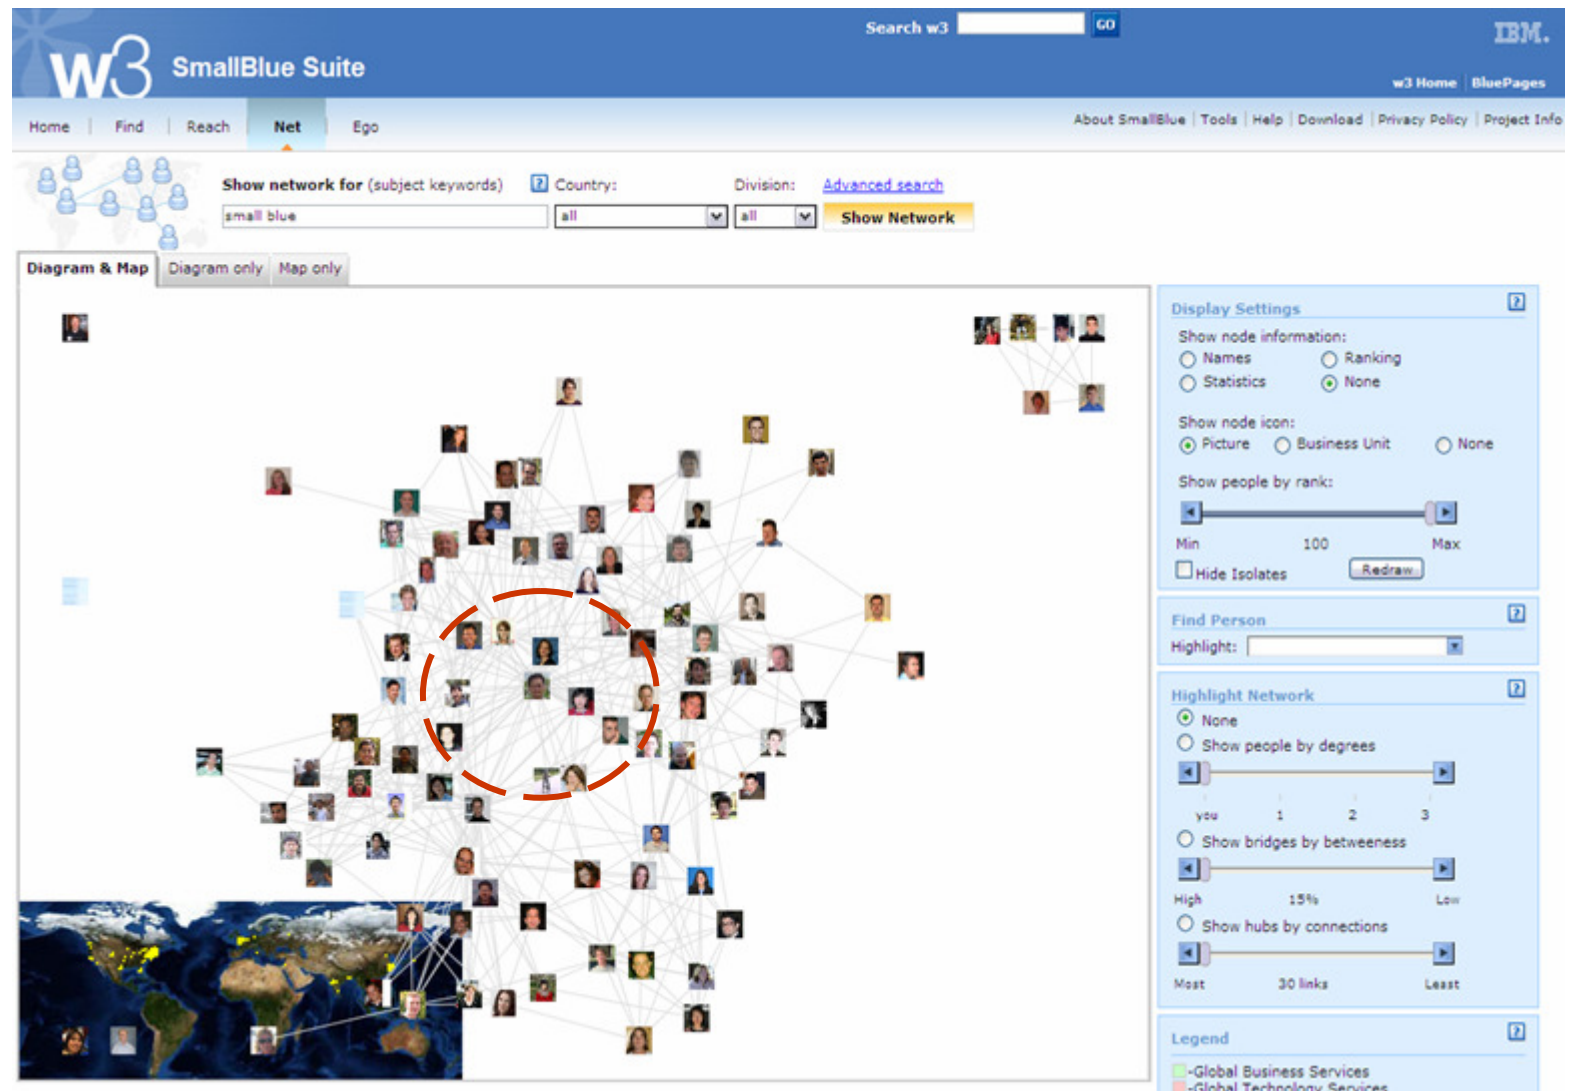 Search w3 GO
IBM.
w3 SmallBlue Suite
w3 Home BluePages
Home Find Reach Net Ego
About SmallBlue Tools Help Download Privacy Policy Project Info
Show network for (subject keywords) ? Country: Division: Advanced search
small blue all all Show Network
Diagram & Map Diagram only Map only
Display Settings ?
Show node information:
Names Ranking
Statistics None
Show node icon:
Picture Business Unit None
Show people by rank:
Min 100 Max
Hide Isolates Redraw
Find Person ?
Highlight:
Highlight Network ?
None
Show people by degrees
you 1 2 3
Show bridges by betweeness
High 15% Low
Show hubs by connections
Most 30 links Least
Legend ?
-Global Business Services
-Global Technology Services